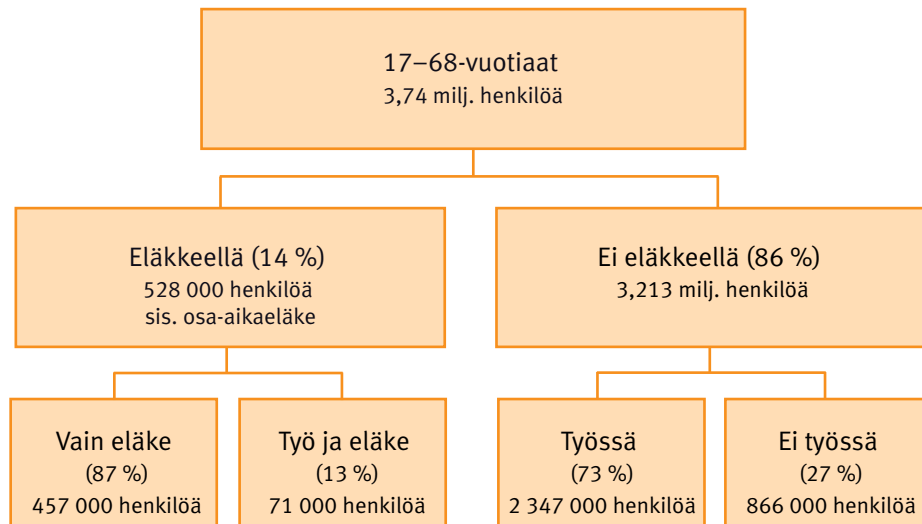 17–68-vuotiaat
3,74 milj. henkilöä
Eläkkeellä (14 %)
528 000 henkilöä
sis. osa-aikaeläke
Ei eläkkeellä (86 %)
3,213 milj. henkilöä
Vain eläke
(87 %)
457 000 henkilöä
Työ ja eläke
(13 %)
71 000 henkilöä
Työssä
(73 %)
2 347 000 henkilöä
Ei työssä
(27 %)
866 000 henkilöä